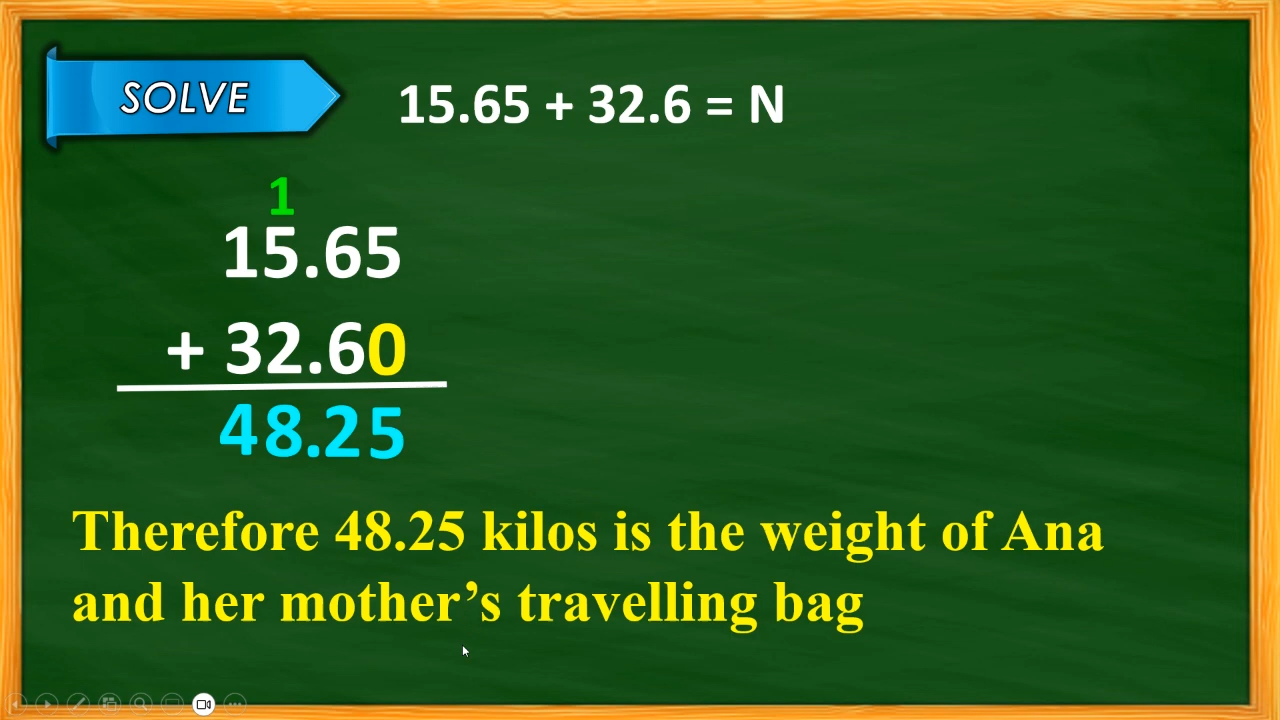 SOLVE
15.65 + 32.6 = N
1
15.65
+ 32.60
48.25
Therefore 48.25 kilos is the weight of Ana
and her mother’s travelling bag